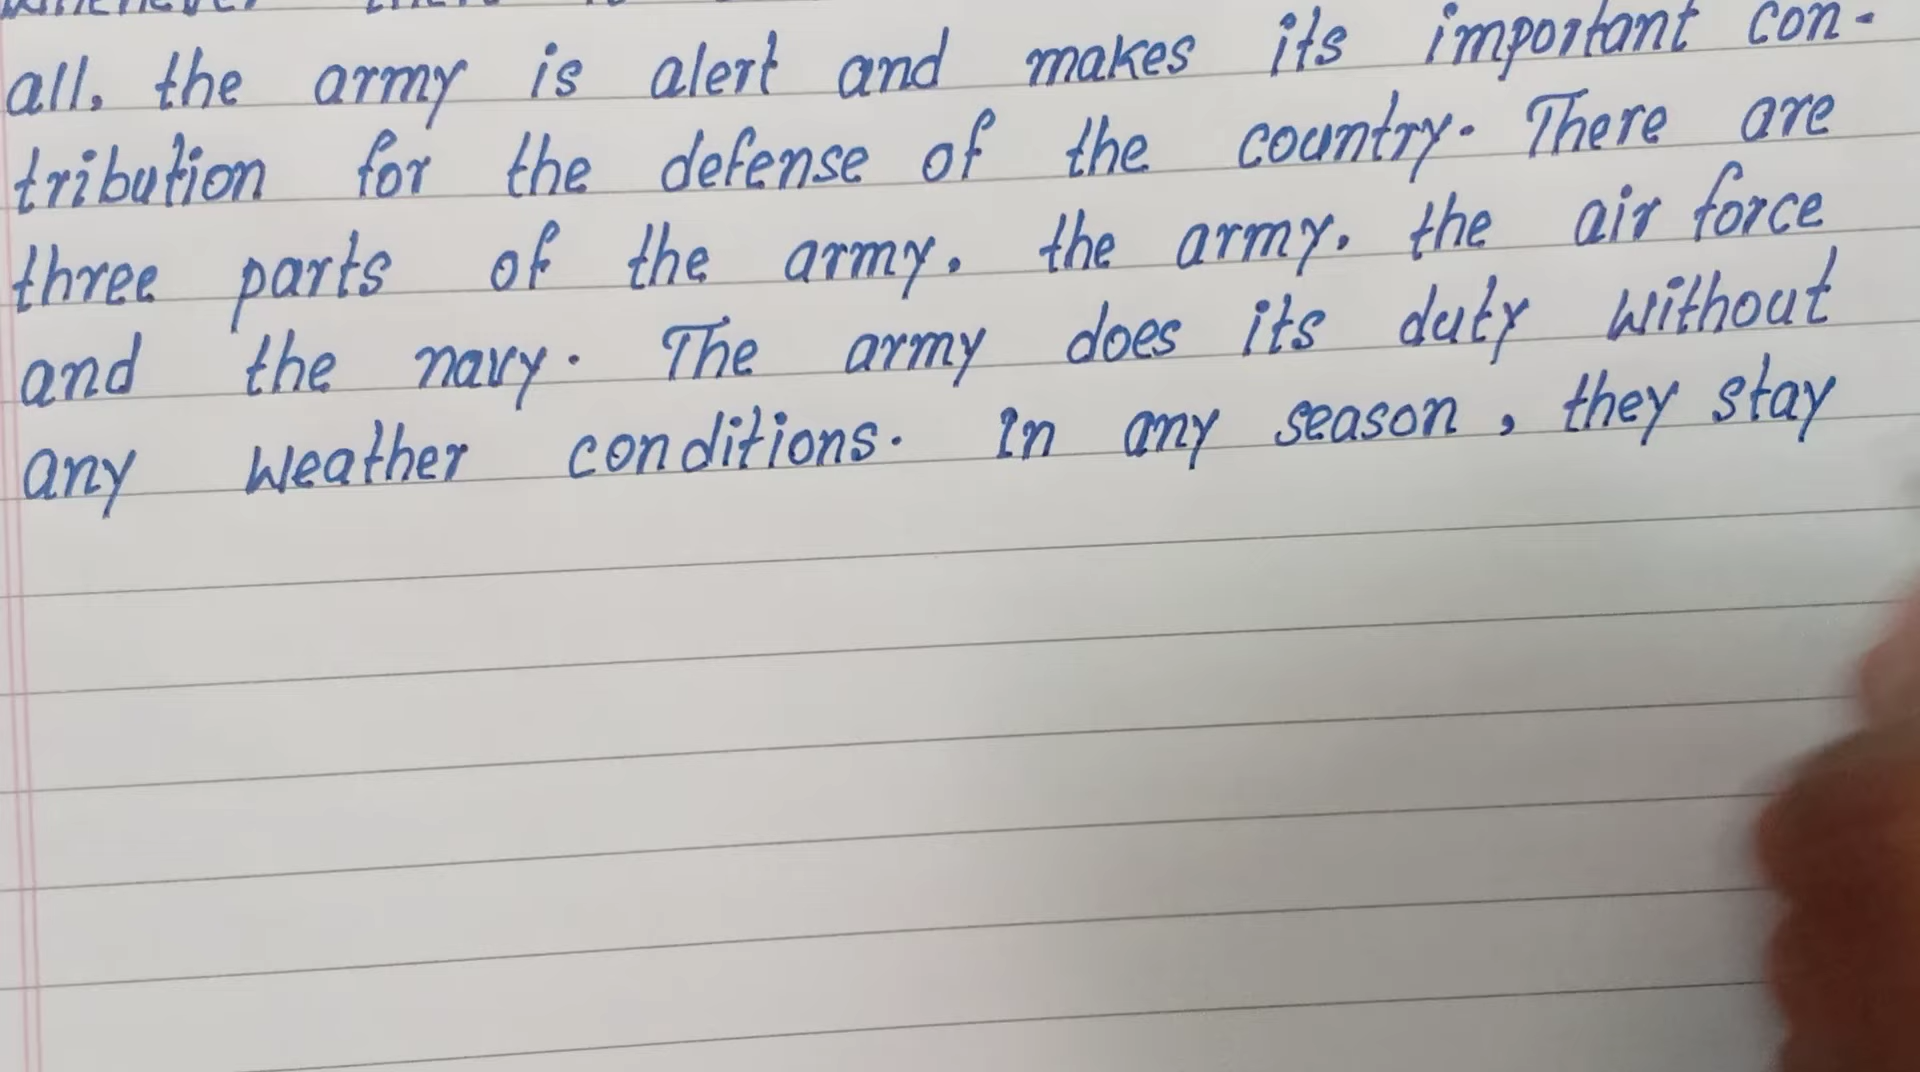 all, the army is alert and makes its important con-
tribution for the defense of the country. There are
three parts of the army, the army, the air force
and the navy. The army does its duty without
any weather conditions. In any season, they stay